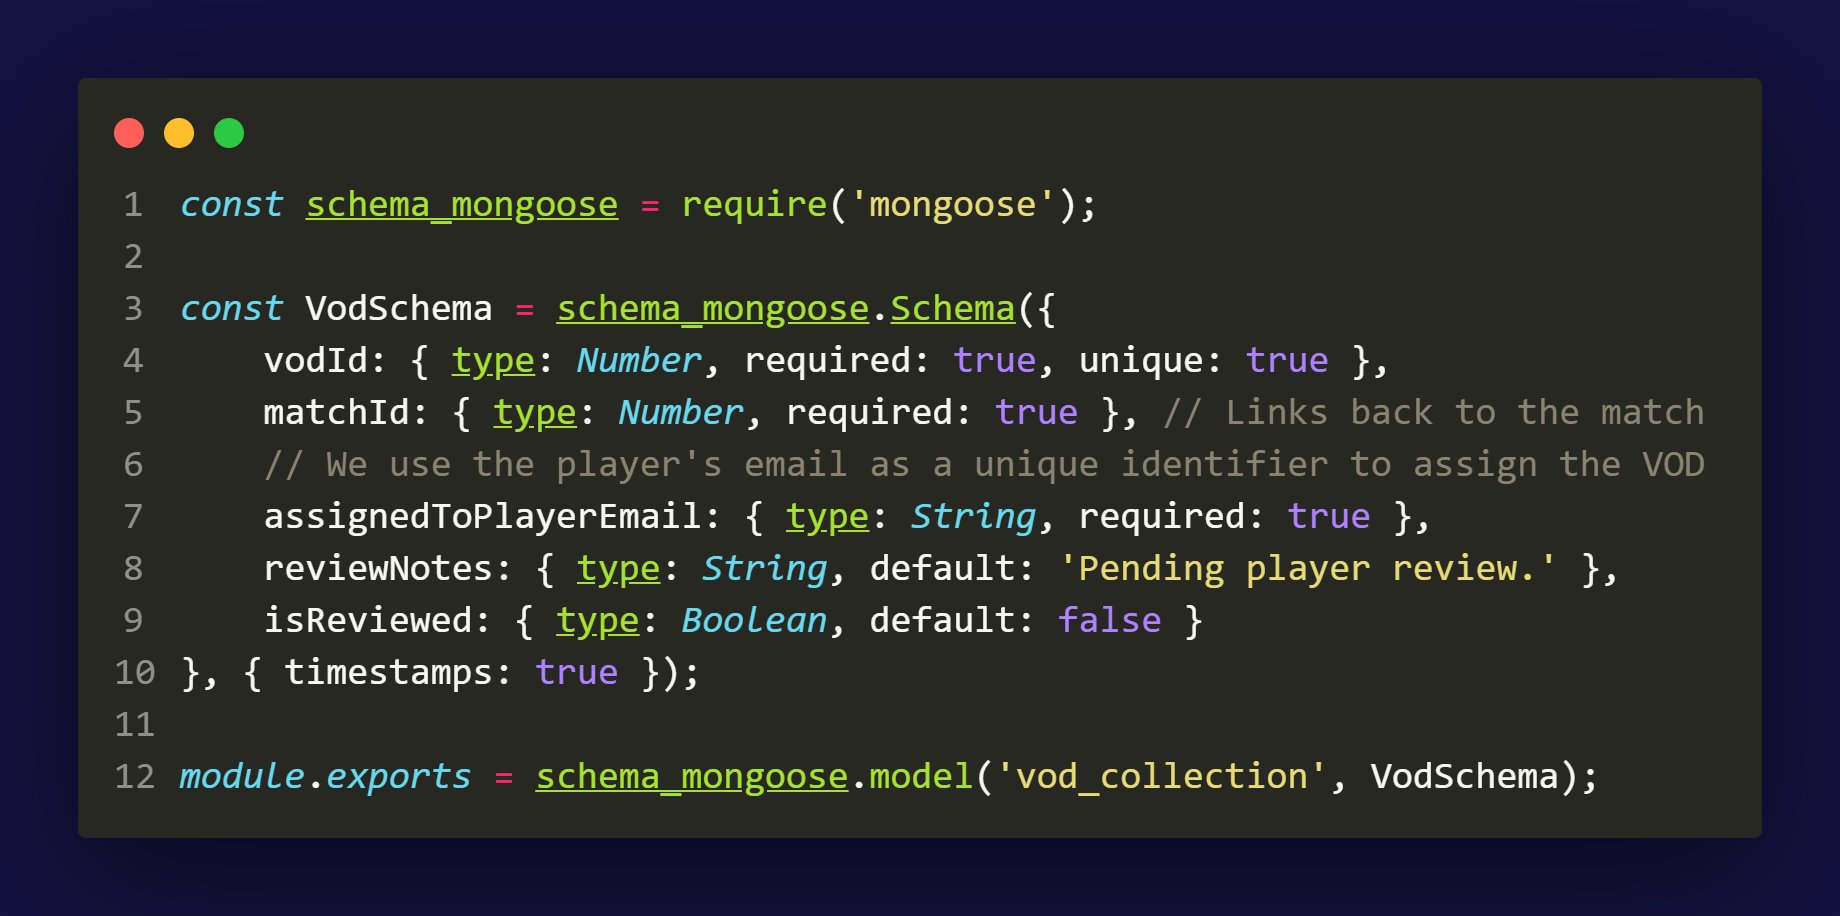 1 const schema_mongoose = require('mongoose');
2
3 const VodSchema = schema_mongoose.Schema({
4     vodId: { type: Number, required: true, unique: true },
5     matchId: { type: Number, required: true }, // Links back to the match
6     // We use the player's email as a unique identifier to assign the VOD
7     assignedToPlayerEmail: { type: String, required: true },
8     reviewNotes: { type: String, default: 'Pending player review.' },
9     isReviewed: { type: Boolean, default: false }
10 }, { timestamps: true });
11
12 module.exports = schema_mongoose.model('vod_collection', VodSchema);